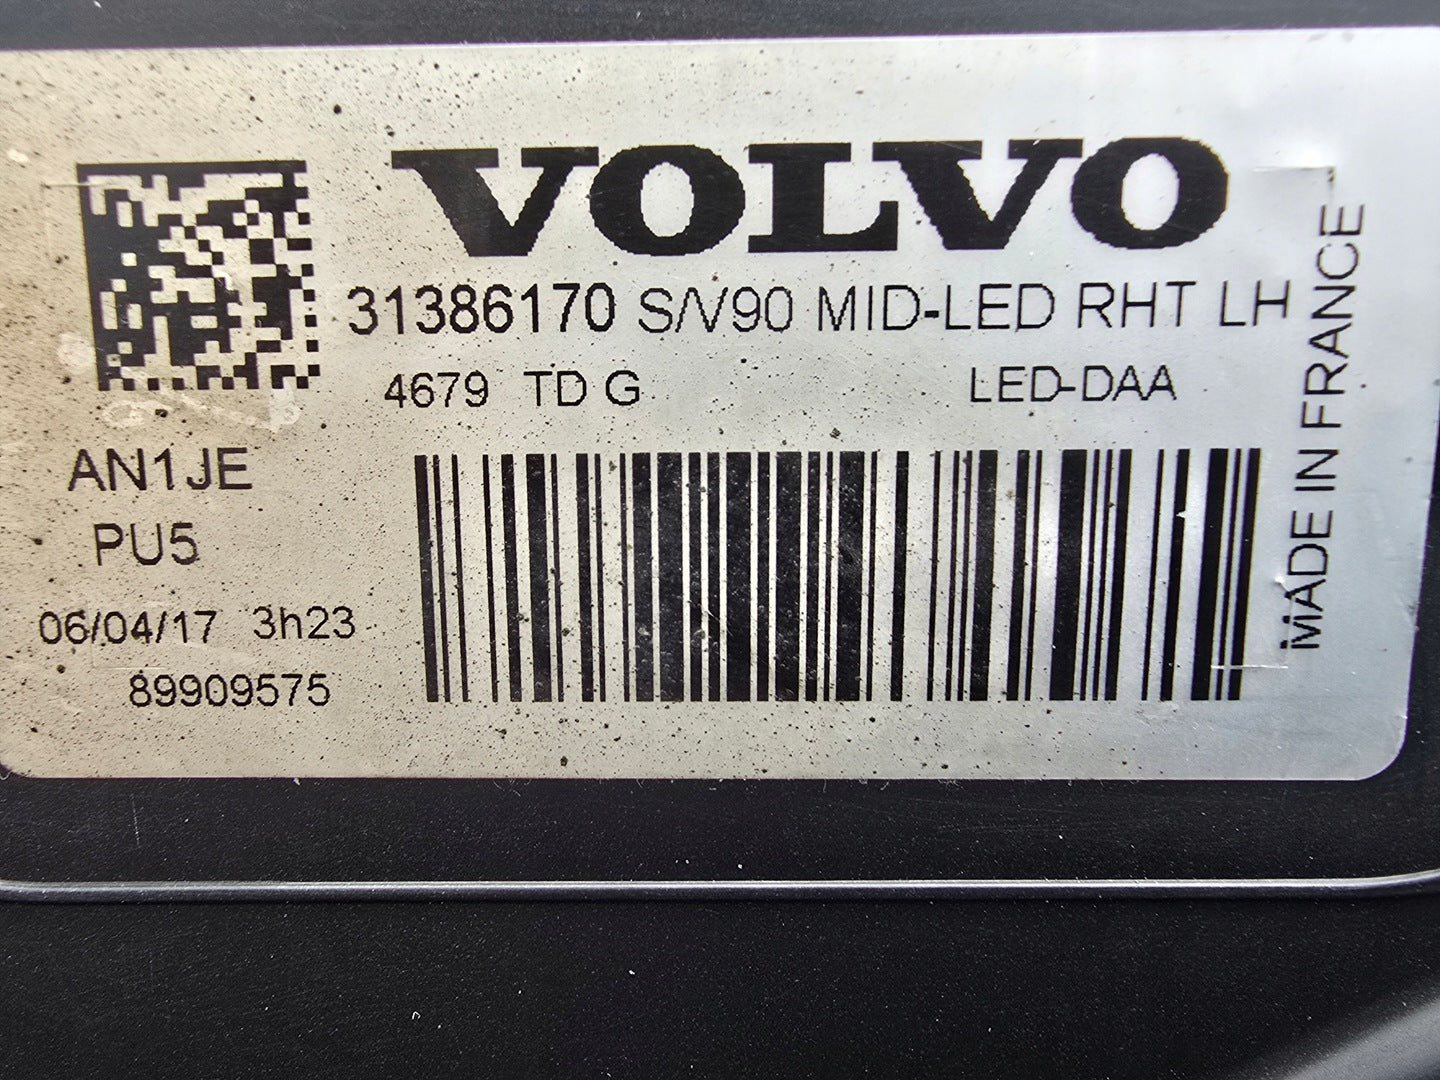 VOLVO
31386170 S/V90 MID-LED RHT LH
4679 TD G LED-DAA
AN1JE
PU5
06/04/17 3h23
89909575
MADE IN FRANCE